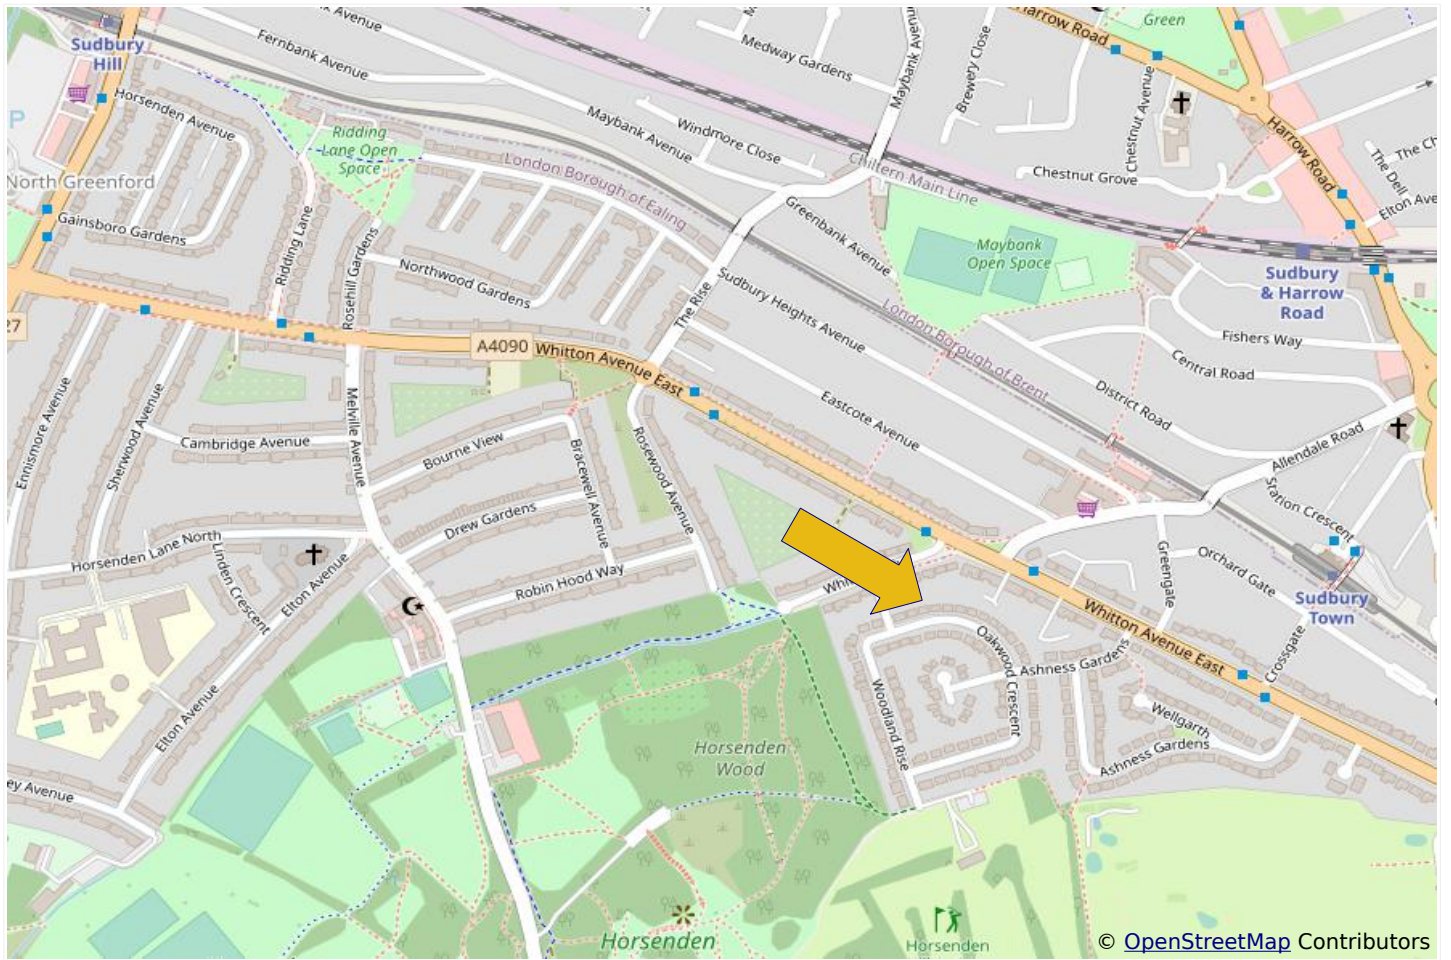 Sudbury
Hill
Fernbank Avenue
k Avenue
Medway Gardens
Maybank Avenu
Brewery Close
Harrow Road
Green
Chestnut Avenue
Horsenden Avenue
Ridding
Lane Open
Space
Maybank Avenue
Windmore Close
Harrow Road
The Dell
The Ch
P
North Greenford
London Borough of Ealing
Chiltern Main Line
Chestnut Grove
Elton Ave
Gainsboro Gardens
Ridding Lane
Rosehill Gardens
Northwood Gardens
Greenbank Avenue
Maybank
Open Space
Sudbury
& Harrow
Road
The Rise
Sudbury Heights Avenue
London Borough of Brent
Fishers Way
27
A4090
Whitton Avenue East
Central Road
District Road
Ennismore Avenue
Sherwood Avenue
Melville Avenue
Cambridge Avenue
Bourne View
Bracewell Avenue
Rosewood Avenue
Eastcote Avenue
Allendale Road
Station Crescent
Drew Gardens
Horsenden Lane North
Linden Crescent
Elton Avenue
Robin Hood Way
Whi
Greengate
Orchard Gate
Sudbury
Town
Whitton Avenue East
Oakwood Crescent
Ashness Gardens
Crossgate
Elton Avenue
Woodland Rise
Wellgarth
Ashness Gardens
Horsenden
Wood
ey Avenue
Horsenden
Horsenden
© OpenStreetMap Contributors